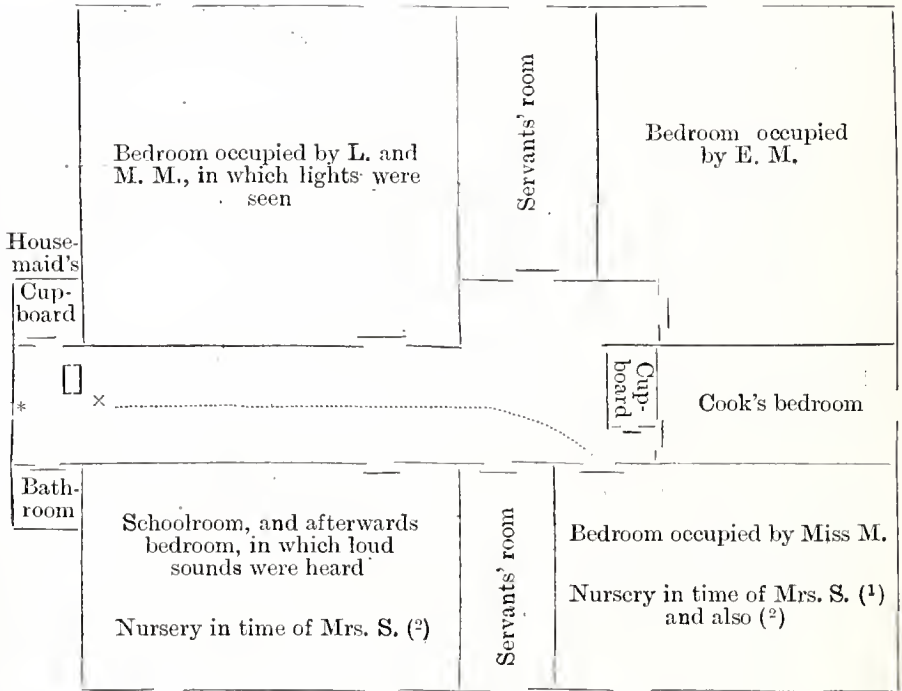 Bedroom occupied by L. and
M. M., in which lights were
seen
Servants' room
Bedroom occupied
by E. M.
House-
maid's
Cup-
board
*
×
Cup-
board
Cook's bedroom
Bath-
room
Schoolroom, and afterwards
bedroom, in which loud
sounds were heard
Nursery in time of Mrs. S. (²)
Servants' room
Bedroom occupied by Miss M.
Nursery in time of Mrs. S. (¹)
and also (²)